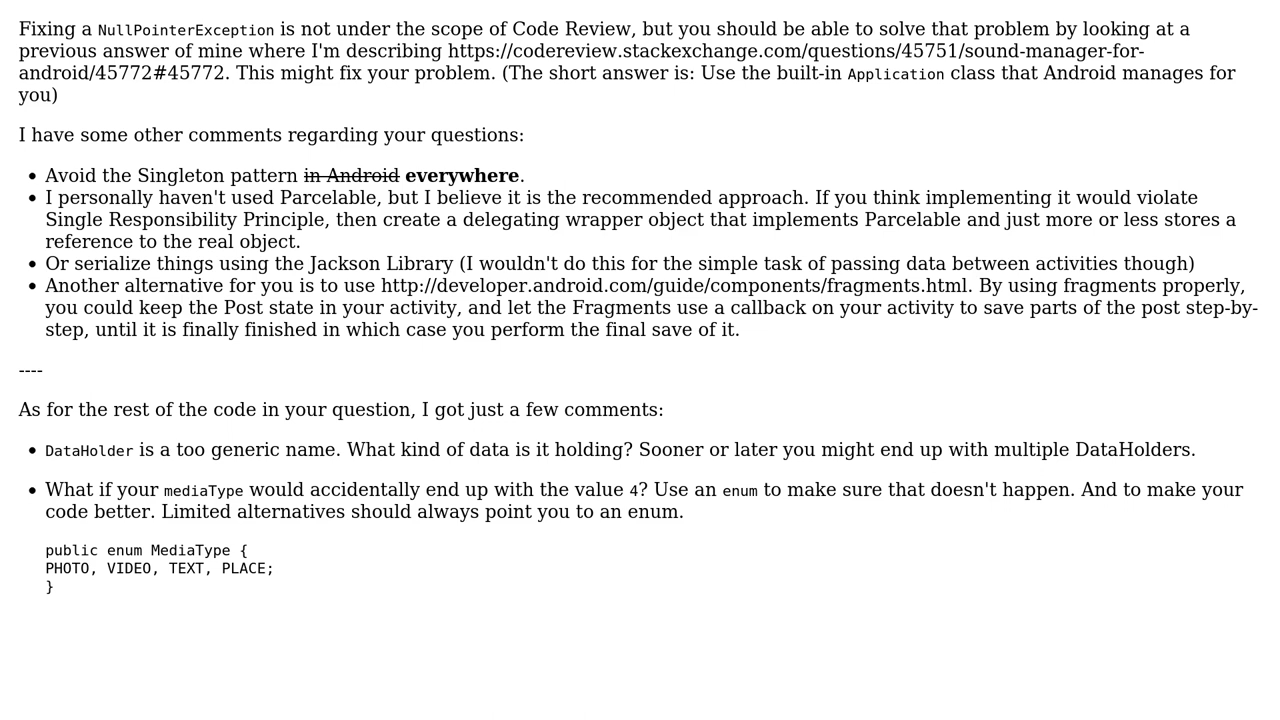 Fixing a NullPointerException is not under the scope of Code Review, but you should be able to solve that problem by looking at a
previous answer of mine where I'm describing https://codereview.stackexchange.com/questions/45751/sound-manager-for-
android/45772#45772. This might fix your problem. (The short answer is: Use the built-in Application class that Android manages for
you)
I have some other comments regarding your questions:
• Avoid the Singleton pattern in Android everywhere.
• I personally haven't used Parcelable, but I believe it is the recommended approach. If you think implementing it would violate
Single Responsibility Principle, then create a delegating wrapper object that implements Parcelable and just more or less stores a
reference to the real object.
• Or serialize things using the Jackson Library (I wouldn't do this for the simple task of passing data between activities though)
• Another alternative for you is to use http://developer.android.com/guide/components/fragments.html. By using fragments properly,
you could keep the Post state in your activity, and let the Fragments use a callback on your activity to save parts of the post step-by-
step, until it is finally finished in which case you perform the final save of it.
----
As for the rest of the code in your question, I got just a few comments:
• DataHolder is a too generic name. What kind of data is it holding? Sooner or later you might end up with multiple DataHolders.
• What if your mediaType would accidentally end up with the value 4? Use an enum to make sure that doesn't happen. And to make your
code better. Limited alternatives should always point you to an enum.
public enum MediaType {
PHOTO, VIDEO, TEXT, PLACE;
}